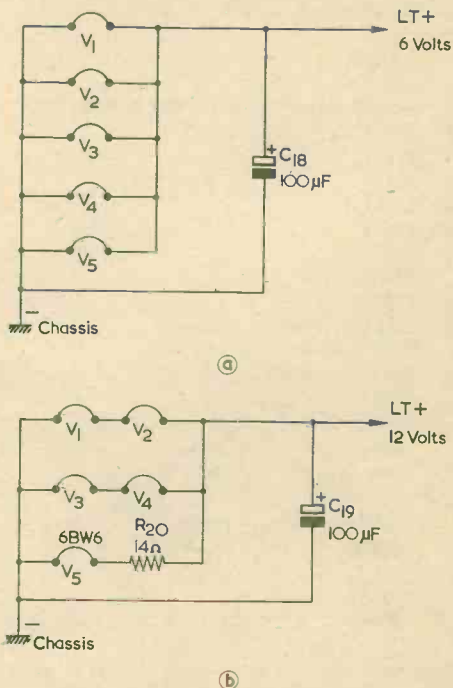 LT+
6 Volts
V1
V2
V3
V4
V5
+
C18
100μF
−
Chassis
a
LT+
12 Volts
V1
V2
V3
V4
6BW6
V5
R20
14Ω
+
C19
100μF
−
Chassis
b